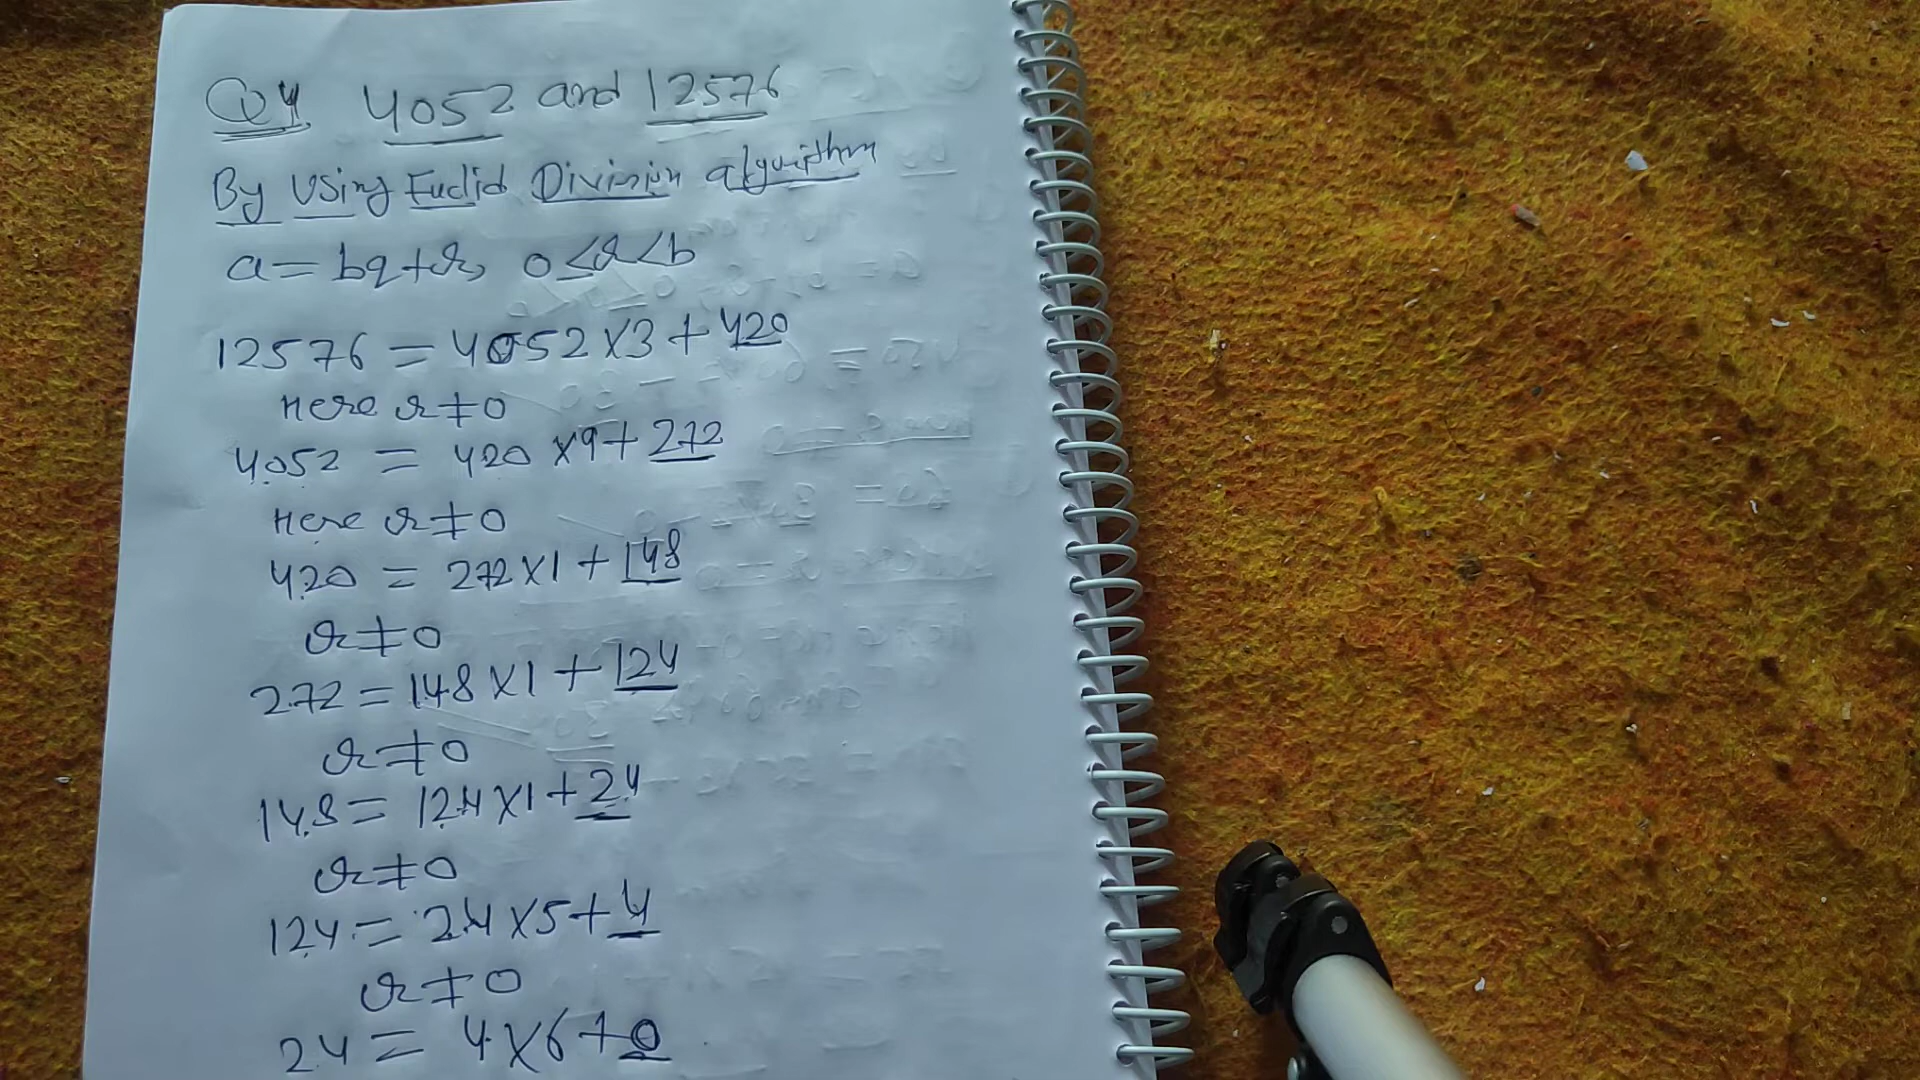 Q4. 4052 and 12576
By Using Euclid Division algorithm
a = bq + r, 0 ≤ r < b
12576 = 4052 × 3 + 420
Here r ≠ 0
4052 = 420 × 9 + 272
Here r ≠ 0
420 = 272 × 1 + 148
r ≠ 0
272 = 148 × 1 + 124
r ≠ 0
148 = 124 × 1 + 24
r ≠ 0
124 = 24 × 5 + 4
r ≠ 0
24 = 4 × 6 + 0